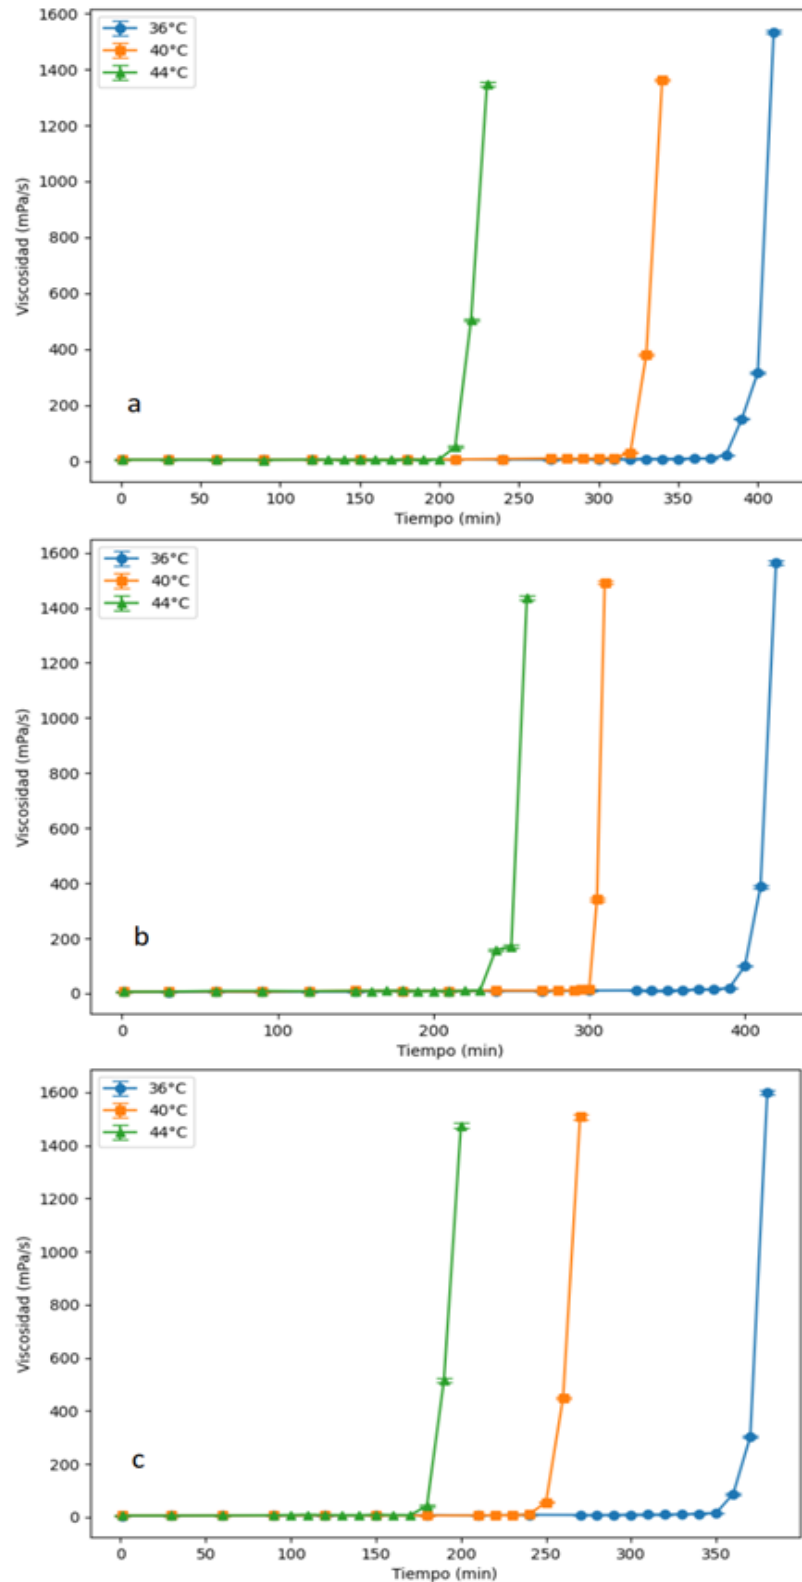 1600
1400
1200
1000
800
600
400
200
0
Viscosidad (mPa/s)
36°C
40°C
44°C
a
0 50 100 150 200 250 300 350 400
Tiempo (min)
1600
1400
1200
1000
800
600
400
200
0
Viscosidad (mPa/s)
36°C
40°C
44°C
b
0 100 200 300 400
Tiempo (min)
1600
1400
1200
1000
800
600
400
200
0
Viscosidad (mPa/s)
36°C
40°C
44°C
c
0 50 100 150 200 250 300 350
Tiempo (min)